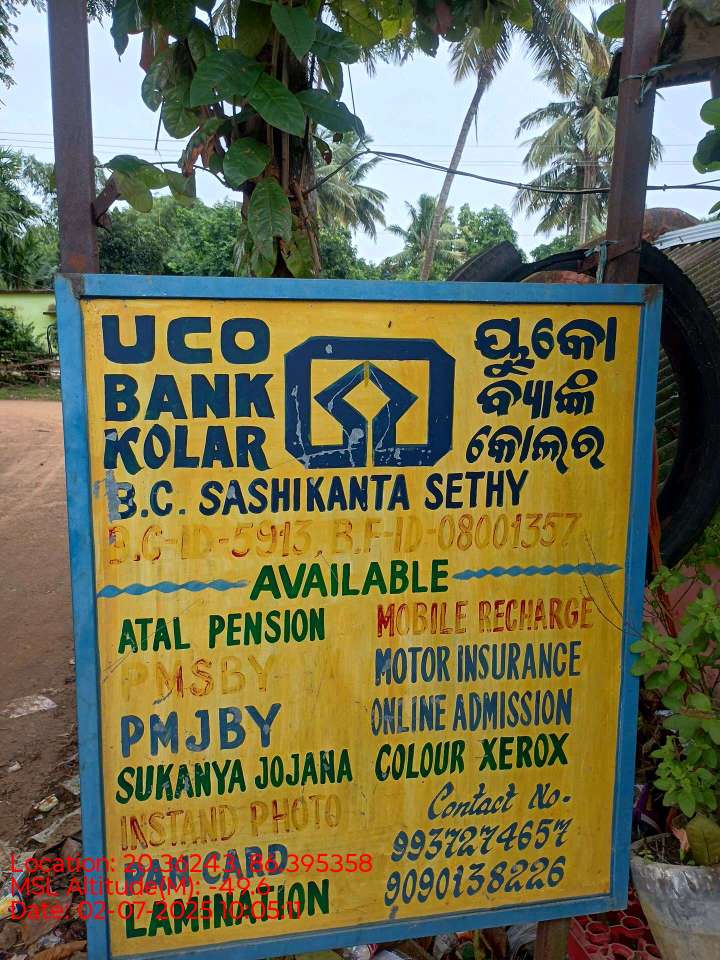 UCO
BANK
KOLAR
ୟୁକୋ
ବ୍ୟାଙ୍କ
କୋଲର
B.C. SASHIKANTA SETHY
B.C-ID-5913, B.F-ID-08001357
AVAILABLE
ATAL PENSION
PMSBY
PMJBY
SUKANYA JOJANA
INSTAND PHOTO
PAN CARD
LAMINATION
MOBILE RECHARGE
MOTOR INSURANCE
ONLINE ADMISSION
COLOUR XEROX
Contact No.
9937274657
9090138226
Location: 20.36243, 86.395358
MSL Altitude(M): -49.6
Date: 02-07-2025 10:05:11